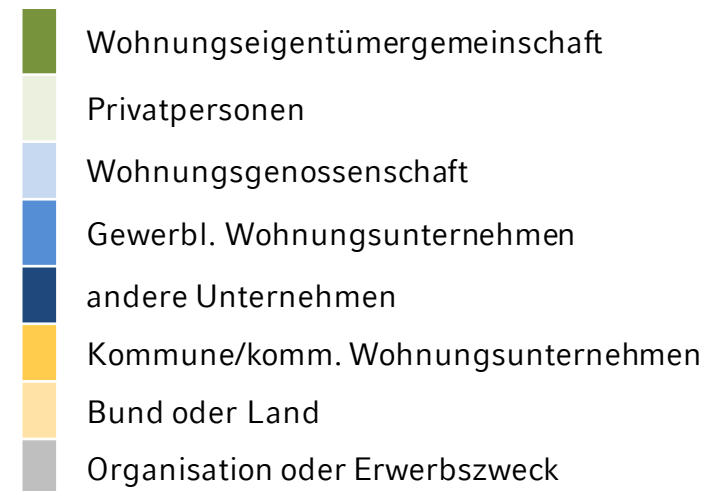 Wohnungseigentümergemeinschaft
Privatpersonen
Wohnungsgenossenschaft
Gewerbl. Wohnungsunternehmen
andere Unternehmen
Kommune/komm. Wohnungsunternehmen
Bund oder Land
Organisation oder Erwerbszweck